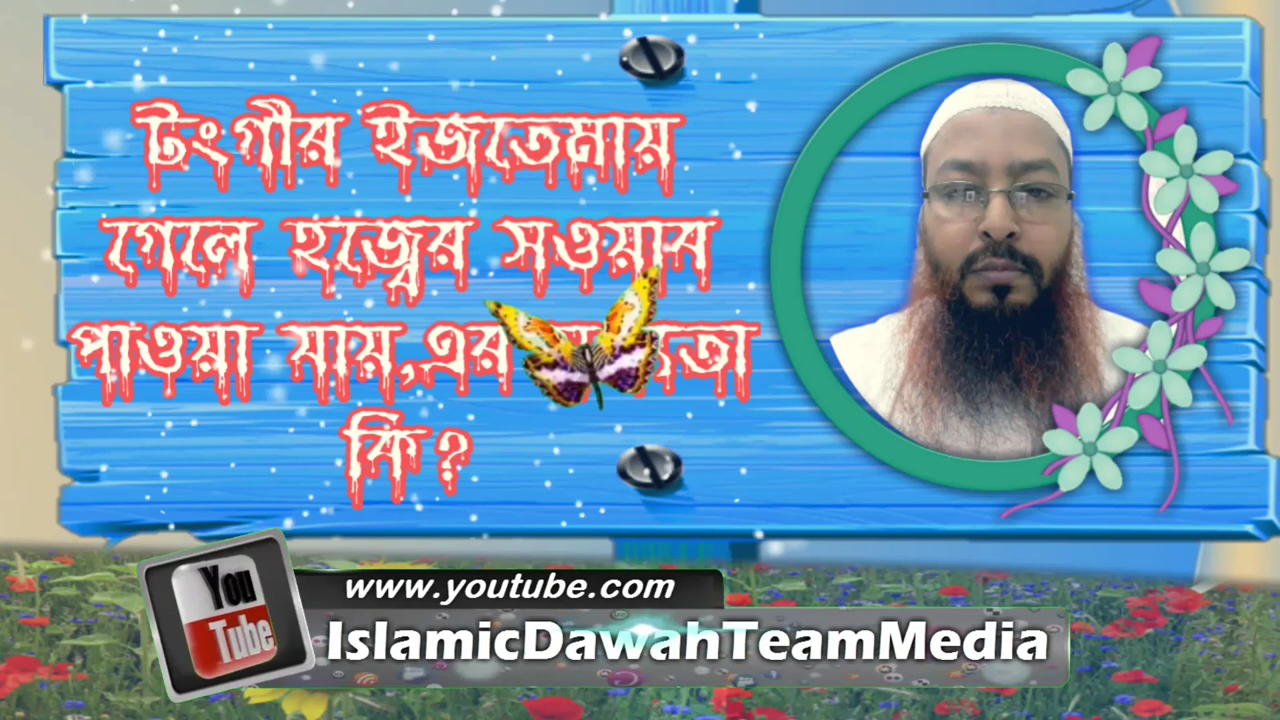 টংগীর ইজতেমায়
গেলে হজ্বের সওয়াব
পাওয়া যায়,এর
কি?
You
Tube
www.youtube.com
IslamicDawahTeamMedia